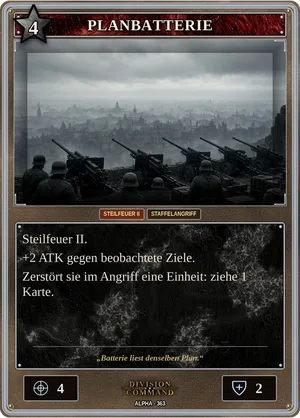 4
PLANBATTERIE
STEILFEUER II STAFFELANGRIFF
Steilfeuer II.
+2 ATK gegen beobachtete Ziele.
Zerstört sie im Angriff eine Einheit: ziehe 1
Karte.
„Batterie liest denselben Plan.“
4
DIVISION
COMMAND
ALPHA · 363
2